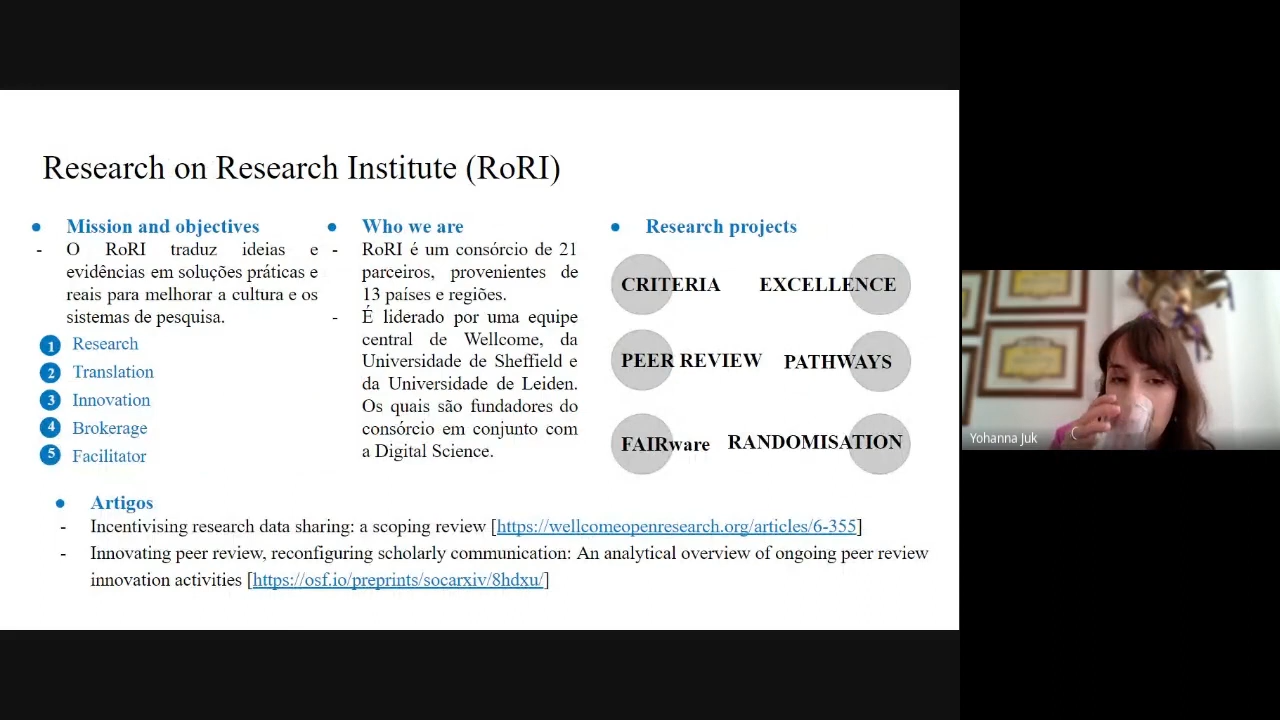 Research on Research Institute (RoRI)
● Mission and objectives
- O RoRI traduz ideias e
evidências em soluções práticas e
reais para melhorar a cultura e os
sistemas de pesquisa.
1 Research
2 Translation
3 Innovation
4 Brokerage
5 Facilitator
● Who we are
- RoRI é um consórcio de 21
parceiros, provenientes de
13 países e regiões.
- É liderado por uma equipe
central de Wellcome, da
Universidade de Sheffield e
da Universidade de Leiden.
Os quais são fundadores do
consórcio em conjunto com
a Digital Science.
● Research projects
CRITERIA EXCELLENCE
PEER REVIEW PATHWAYS
FAIRware RANDOMISATION
● Artigos
- Incentivising research data sharing: a scoping review [https://wellcomeopenresearch.org/articles/6-355]
- Innovating peer review, reconfiguring scholarly communication: An analytical overview of ongoing peer review
innovation activities [https://osf.io/preprints/socarxiv/8hdxu/]
Yohanna Juk